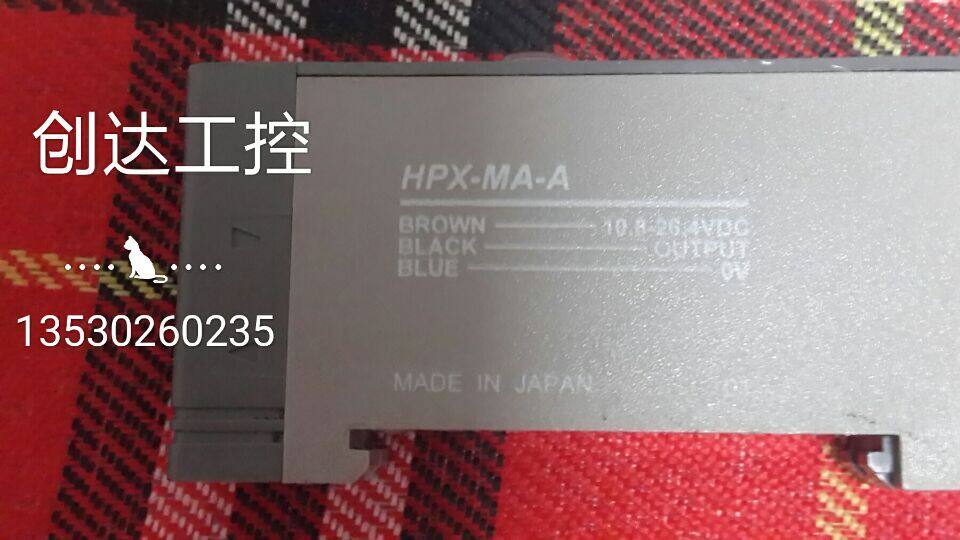 创达工控
HPX-MA-A
BROWN 10.8-26.4VDC
BLACK OUTPUT
BLUE 0V
13530260235
MADE IN JAPAN